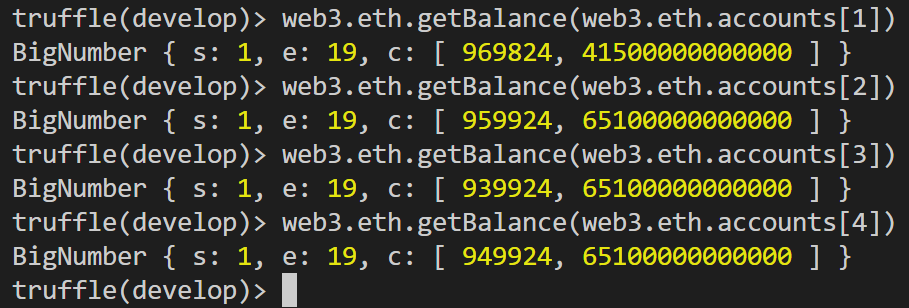 truffle(develop)> web3.eth.getBalance(web3.eth.accounts[1])
BigNumber { s: 1, e: 19, c: [ 969824, 41500000000000 ] }
truffle(develop)> web3.eth.getBalance(web3.eth.accounts[2])
BigNumber { s: 1, e: 19, c: [ 959924, 65100000000000 ] }
truffle(develop)> web3.eth.getBalance(web3.eth.accounts[3])
BigNumber { s: 1, e: 19, c: [ 939924, 65100000000000 ] }
truffle(develop)> web3.eth.getBalance(web3.eth.accounts[4])
BigNumber { s: 1, e: 19, c: [ 949924, 65100000000000 ] }
truffle(develop)>